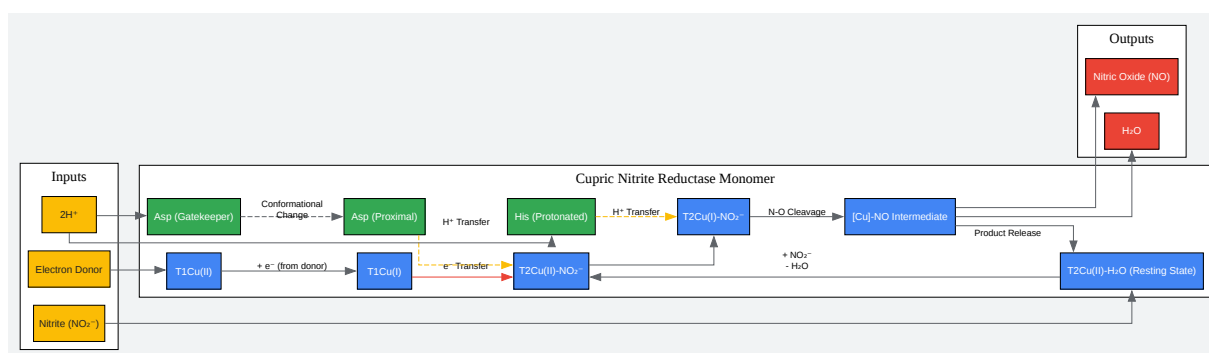 Outputs
Nitric Oxide (NO)
H₂O
Inputs
2H⁺
Electron Donor
Nitrite (NO₂⁻)
Cupric Nitrite Reductase Monomer
Asp (Gatekeeper)
Conformational
Change
Asp (Proximal)
H⁺ Transfer
His (Protonated)
H⁺ Transfer
T2Cu(I)-NO₂⁻
N-O Cleavage
[Cu]-NO Intermediate
Product Release
T1Cu(II)
+ e⁻ (from donor)
T1Cu(I)
e⁻ Transfer
T2Cu(II)-NO₂⁻
+ NO₂⁻
- H₂O
T2Cu(II)-H₂O (Resting State)